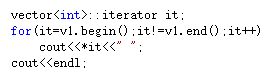 vector<int>::iterator it;
for(it=v1.begin();it!=v1.end();it++)
    cout<<*it<<" ";
cout<<endl;